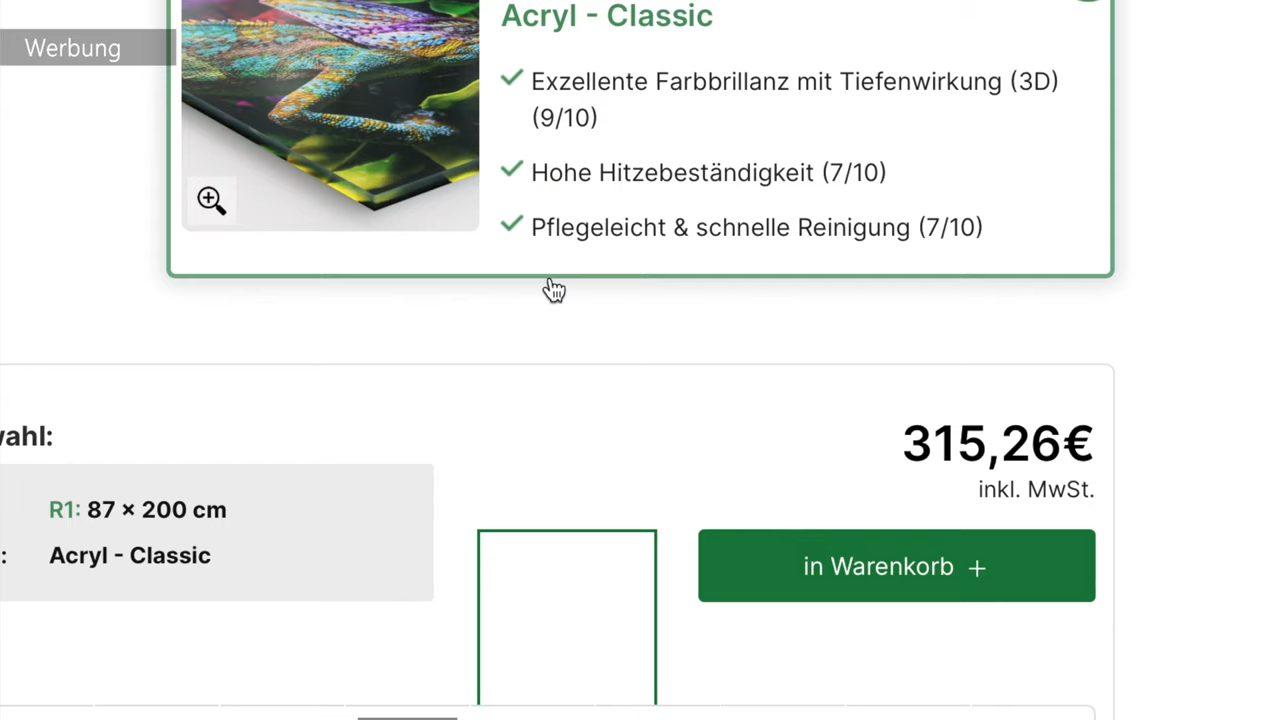 Acryl - Classic
Werbung
Exzellente Farbbrillanz mit Tiefenwirkung (3D)
(9/10)
Hohe Hitzebeständigkeit (7/10)
Pflegeleicht & schnelle Reinigung (7/10)
wahl:
315,26€
inkl. MwSt.
R1: 87 × 200 cm
: Acryl - Classic
in Warenkorb +